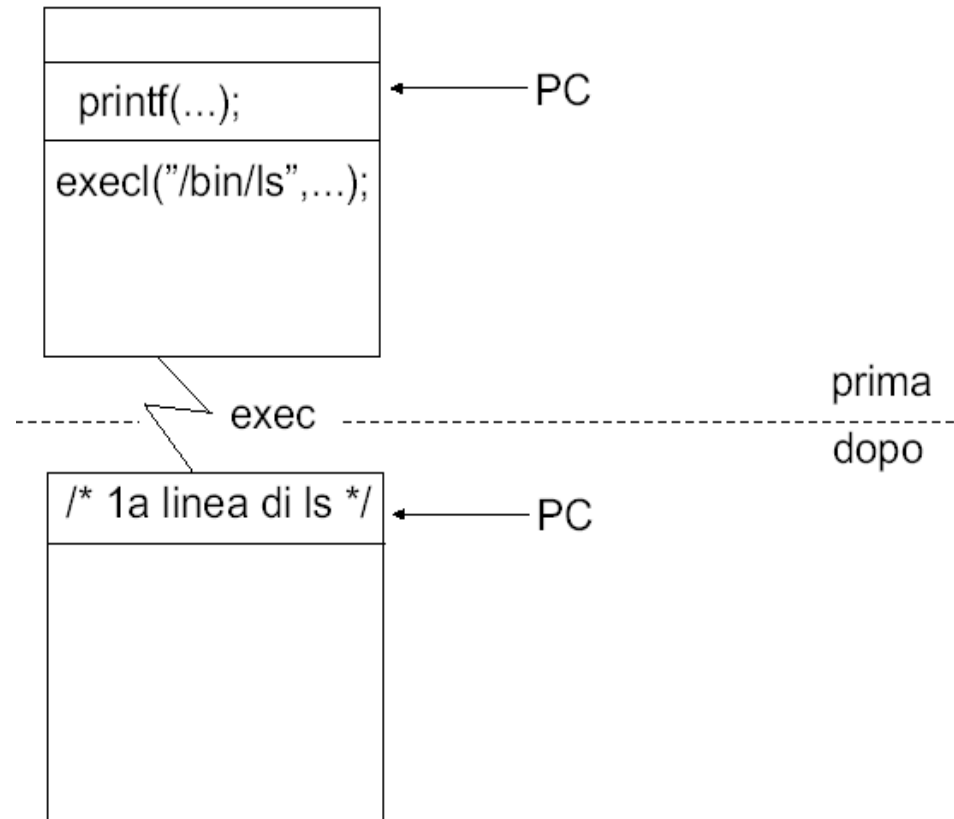 printf(...);
PC
execl("/bin/ls",...);
prima
exec
dopo
/* 1a linea di ls */
PC